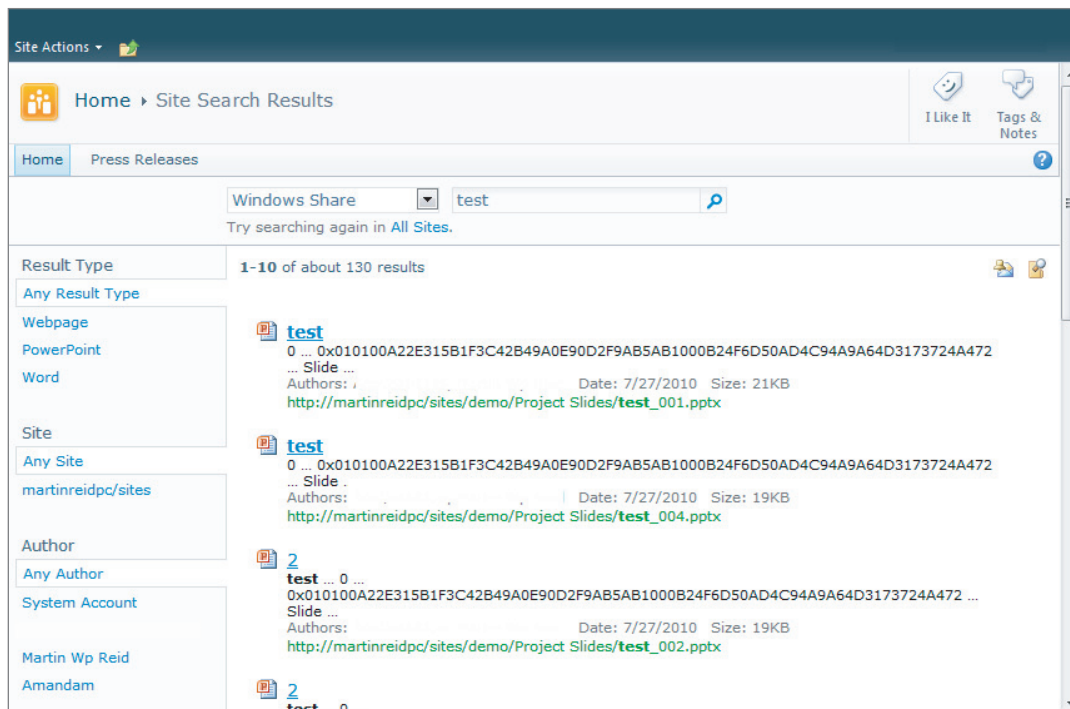 Site Actions
Home ▸ Site Search Results
I Like It
Tags &
Notes
Home Press Releases
Windows Share test
Try searching again in All Sites.
Result Type
Any Result Type
Webpage
PowerPoint
Word
Site
Any Site
martinreidpc/sites
Author
Any Author
System Account
Martin Wp Reid
Amandam
1-10 of about 130 results
test
0 ... 0x010100A22E315B1F3C42B49A0E90D2F9AB5AB1000B24F6D50AD4C94A9A64D3173724A472
... Slide ...
Authors: Date: 7/27/2010 Size: 21KB
http://martinreidpc/sites/demo/Project Slides/test_001.pptx
test
0 ... 0x010100A22E315B1F3C42B49A0E90D2F9AB5AB1000B24F6D50AD4C94A9A64D3173724A472
... Slide .
Authors: Date: 7/27/2010 Size: 19KB
http://martinreidpc/sites/demo/Project Slides/test_004.pptx
2
test ... 0 ...
0x010100A22E315B1F3C42B49A0E90D2F9AB5AB1000B24F6D50AD4C94A9A64D3173724A472 ...
Slide ...
Authors: Date: 7/27/2010 Size: 19KB
http://martinreidpc/sites/demo/Project Slides/test_002.pptx
2
test ... 0